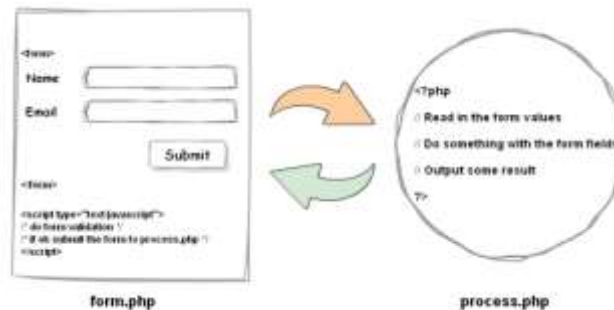 <form>
Name
Email
Submit
<form>
<script type="text/javascript">
/* do form validation */
/* if ok submit the form to process.php */
</script>
form.php
<?php
// Read in the form values
// Do something with the form fields
// Output some result
?>
process.php